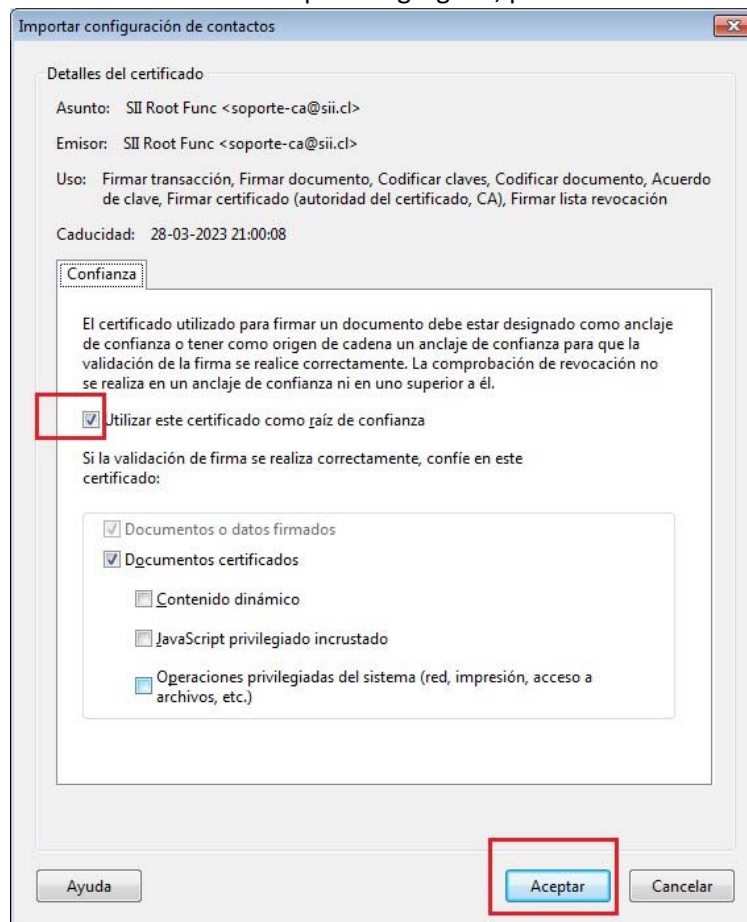 Importar configuración de contactos
Detalles del certificado
Asunto: SII Root Func <soporte-ca@sii.cl>
Emisor: SII Root Func <soporte-ca@sii.cl>
Uso: Firmar transacción, Firmar documento, Codificar claves, Codificar documento, Acuerdo
de clave, Firmar certificado (autoridad del certificado, CA), Firmar lista revocación
Caducidad: 28-03-2023 21:00:08
Confianza
El certificado utilizado para firmar un documento debe estar designado como anclaje
de confianza o tener como origen de cadena un anclaje de confianza para que la
validación de la firma se realice correctamente. La comprobación de revocación no
se realiza en un anclaje de confianza ni en uno superior a él.
Utilizar este certificado como raíz de confianza
Si la validación de firma se realiza correctamente, confíe en este
certificado:
Documentos o datos firmados
Documentos certificados
Contenido dinámico
JavaScript privilegiado incrustado
Operaciones privilegiadas del sistema (red, impresión, acceso a
archivos, etc.)
Ayuda
Aceptar
Cancelar